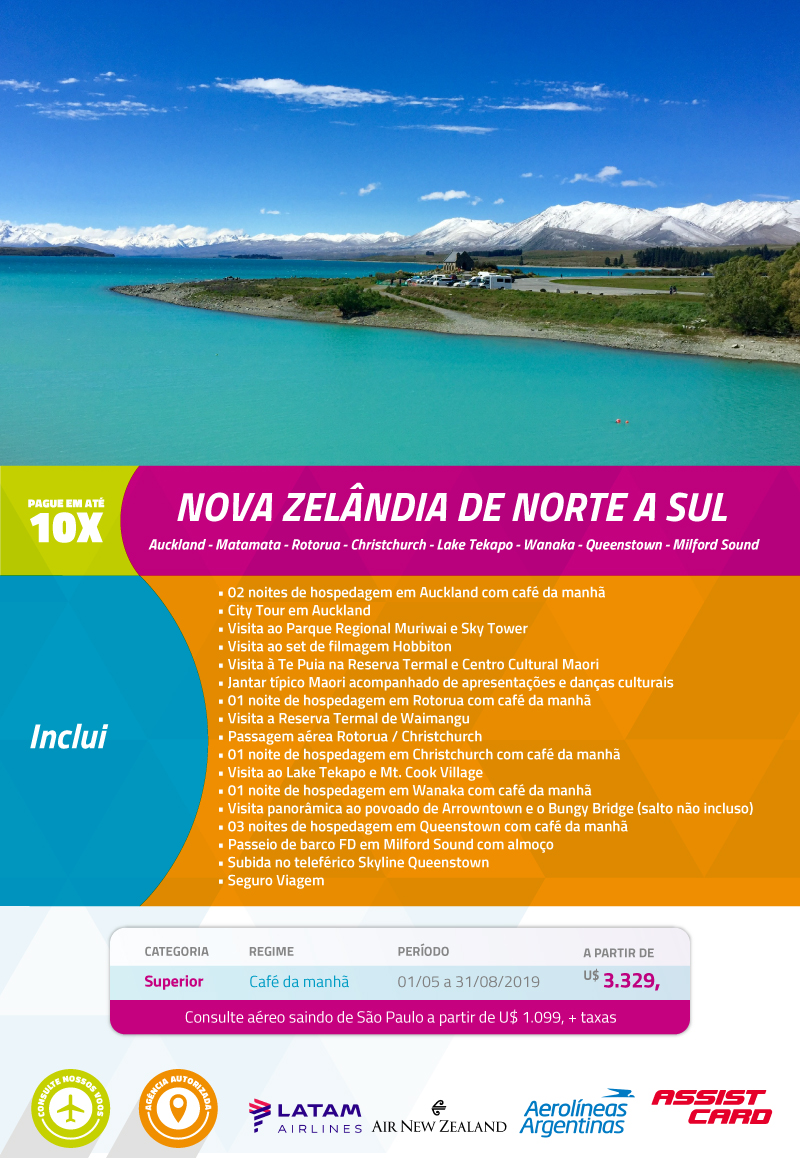 PAGUE EM ATÉ
10X
NOVA ZELÂNDIA DE NORTE A SUL
Auckland - Matamata - Rotorua - Christchurch - Lake Tekapo - Wanaka - Queenstown - Milford Sound
Inclui
• 02 noites de hospedagem em Auckland com café da manhã
• City Tour em Auckland
• Visita ao Parque Regional Muriwai e Sky Tower
• Visita ao set de filmagem Hobbiton
• Visita à Te Puia na Reserva Termal e Centro Cultural Maori
• Jantar típico Maori acompanhado de apresentações e danças culturais
• 01 noite de hospedagem em Rotorua com café da manhã
• Visita a Reserva Termal de Waimangu
• Passagem aérea Rotorua / Christchurch
• 01 noite de hospedagem em Christchurch com café da manhã
• Visita ao Lake Tekapo e Mt. Cook Village
• 01 noite de hospedagem em Wanaka com café da manhã
• Visita panorâmica ao povoado de Arrowntown e o Bungy Bridge (salto não incluso)
• 03 noites de hospedagem em Queenstown com café da manhã
• Passeio de barco FD em Milford Sound com almoço
• Subida no teleférico Skyline Queenstown
• Seguro Viagem
CATEGORIA REGIME PERÍODO A PARTIR DE
Superior Café da manhã 01/05 a 31/08/2019 U$ 3.329,
Consulte aéreo saindo de São Paulo a partir de U$ 1.099, + taxas
CONSULTE NOSSOS VOOS
AGÊNCIA AUTORIZADA
LATAM
AIRLINES
AIR NEW ZEALAND
Aerolíneas
Argentinas
ASSIST
CARD